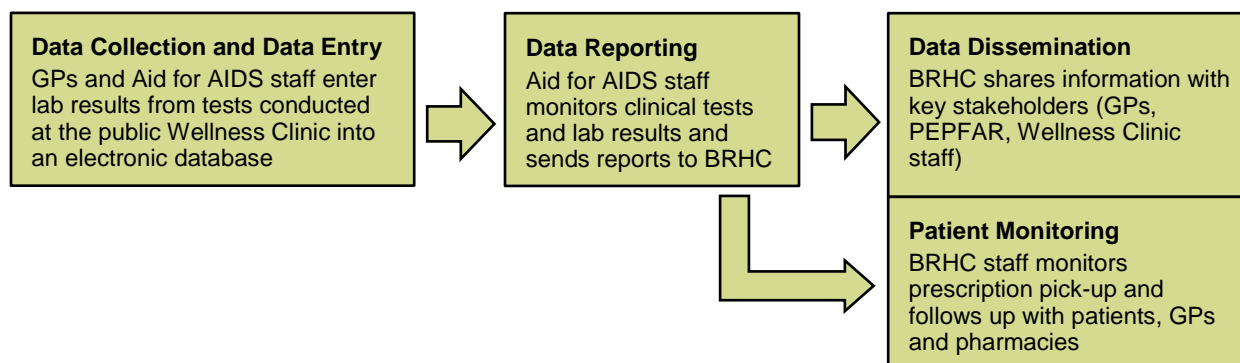 Data Collection and Data Entry
GPs and Aid for AIDS staff enter
lab results from tests conducted
at the public Wellness Clinic into
an electronic database
Data Reporting
Aid for AIDS staff
monitors clinical tests
and lab results and
sends reports to BRHC
Data Dissemination
BRHC shares information with
key stakeholders (GPs,
PEPFAR, Wellness Clinic
staff)
Patient Monitoring
BRHC staff monitors
prescription pick-up and
follows up with patients, GPs
and pharmacies